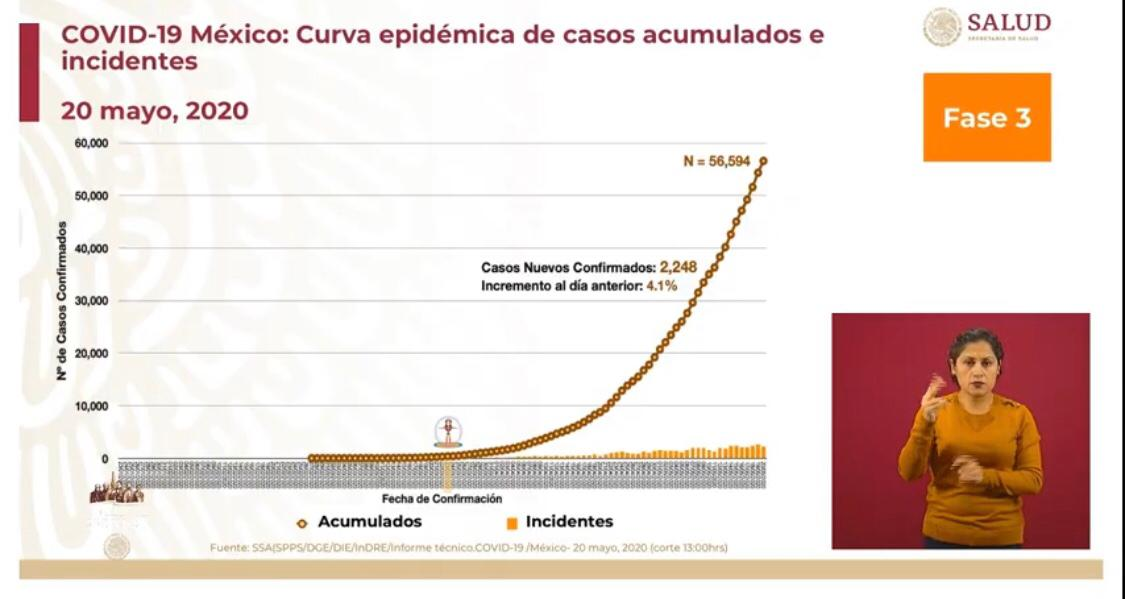 COVID-19 México: Curva epidémica de casos acumulados e
incidentes
20 mayo, 2020
SALUD
SECRETARÍA DE SALUD
Fase 3
60,000
50,000
40,000
30,000
20,000
10,000
0
Nº de Casos Confirmados
N = 56,594
Casos Nuevos Confirmados: 2,248
Incremento al día anterior: 4.1%
Fecha de Confirmación
Acumulados
Incidentes
Fuente: SSA(SPPS/DGE/DIE/InDRE/Informe técnico.COVID-19 /México- 20 mayo, 2020 (corte 13:00hrs)